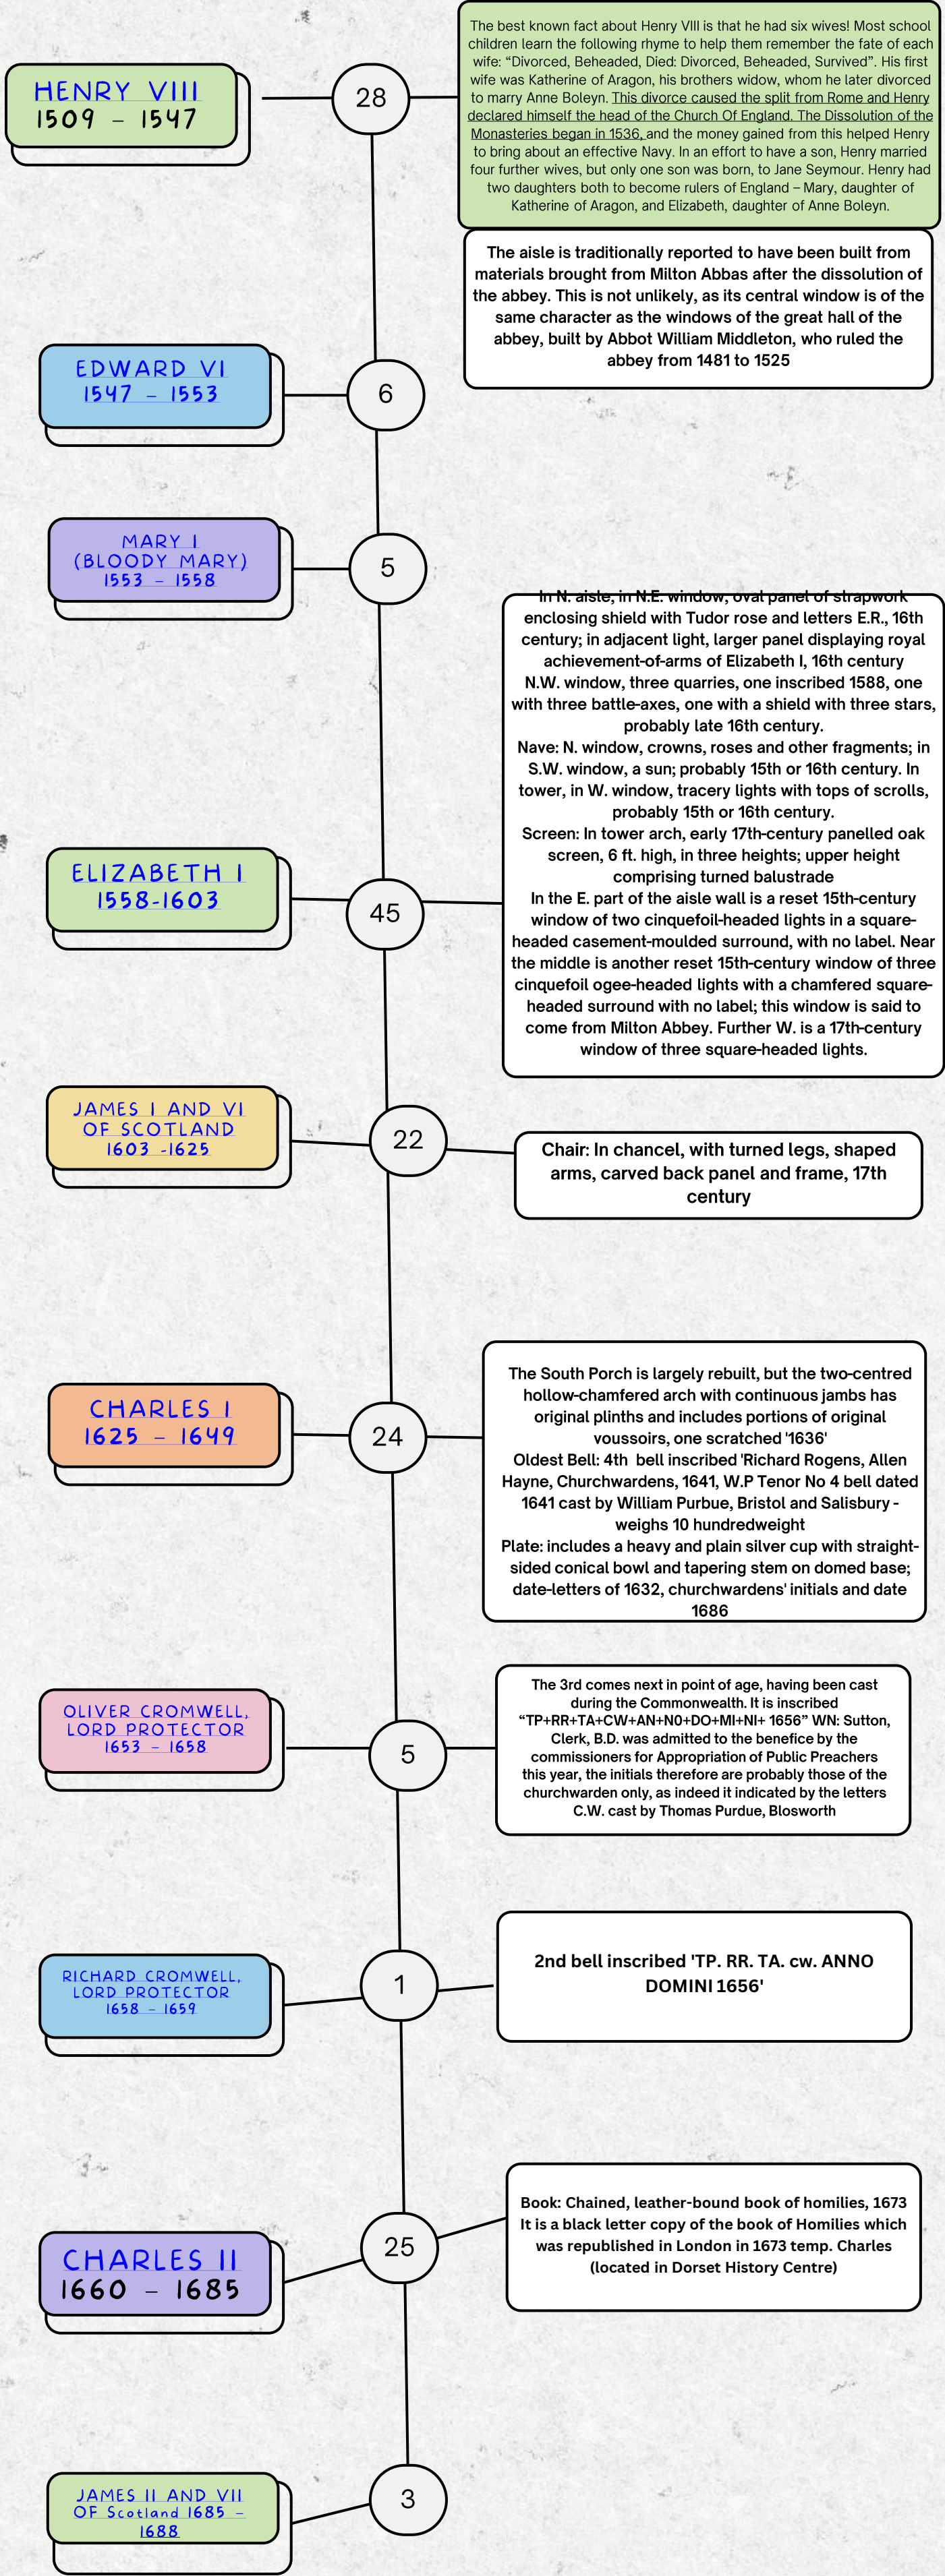 HENRY VIII
1509 – 1547
28
The best known fact about Henry VIII is that he had six wives! Most school
children learn the following rhyme to help them remember the fate of each
wife: “Divorced, Beheaded, Died: Divorced, Beheaded, Survived”. His first
wife was Katherine of Aragon, his brothers widow, whom he later divorced
to marry Anne Boleyn. This divorce caused the split from Rome and Henry
declared himself the head of the Church Of England. The Dissolution of the
Monasteries began in 1536, and the money gained from this helped Henry
to bring about an effective Navy. In an effort to have a son, Henry married
four further wives, but only one son was born, to Jane Seymour. Henry had
two daughters both to become rulers of England – Mary, daughter of
Katherine of Aragon, and Elizabeth, daughter of Anne Boleyn.
The aisle is traditionally reported to have been built from
materials brought from Milton Abbas after the dissolution of
the abbey. This is not unlikely, as its central window is of the
same character as the windows of the great hall of the
abbey, built by Abbot William Middleton, who ruled the
abbey from 1481 to 1525
EDWARD VI
1547 – 1553
6
MARY I
(BLOODY MARY)
1553 – 1558
5
In N. aisle, in N.E. window, oval panel of strapwork
enclosing shield with Tudor rose and letters E.R., 16th
century; in adjacent light, larger panel displaying royal
achievement-of-arms of Elizabeth I, 16th century
N.W. window, three quarries, one inscribed 1588, one
with three battle-axes, one with a shield with three stars,
probably late 16th century.
Nave: N. window, crowns, roses and other fragments; in
S.W. window, a sun; probably 15th or 16th century. In
tower, in W. window, tracery lights with tops of scrolls,
probably 15th or 16th century.
Screen: In tower arch, early 17th-century panelled oak
screen, 6 ft. high, in three heights; upper height
comprising turned balustrade
In the E. part of the aisle wall is a reset 15th-century
window of two cinquefoil-headed lights in a square-
headed casement-moulded surround, with no label. Near
the middle is another reset 15th-century window of three
cinquefoil ogee-headed lights with a chamfered square-
headed surround with no label; this window is said to
come from Milton Abbey. Further W. is a 17th-century
window of three square-headed lights.
ELIZABETH I
1558-1603
45
JAMES I AND VI
OF SCOTLAND
1603 -1625
22
Chair: In chancel, with turned legs, shaped
arms, carved back panel and frame, 17th
century
CHARLES I
1625 – 1649
24
The South Porch is largely rebuilt, but the two-centred
hollow-chamfered arch with continuous jambs has
original plinths and includes portions of original
voussoirs, one scratched '1636'
Oldest Bell: 4th bell inscribed 'Richard Rogens, Allen
Hayne, Churchwardens, 1641, W.P Tenor No 4 bell dated
1641 cast by William Purbue, Bristol and Salisbury -
weighs 10 hundredweight
Plate: includes a heavy and plain silver cup with straight-
sided conical bowl and tapering stem on domed base;
date-letters of 1632, churchwardens' initials and date
1686
OLIVER CROMWELL,
LORD PROTECTOR
1653 – 1658
5
The 3rd comes next in point of age, having been cast
during the Commonwealth. It is inscribed
“TP+RR+TA+CW+AN+N0+DO+MI+NI+ 1656” WN: Sutton,
Clerk, B.D. was admitted to the benefice by the
commissioners for Appropriation of Public Preachers
this year, the initials therefore are probably those of the
churchwarden only, as indeed it indicated by the letters
C.W. cast by Thomas Purdue, Blosworth
RICHARD CROMWELL,
LORD PROTECTOR
1658 – 1659
1
2nd bell inscribed 'TP. RR. TA. cw. ANNO
DOMINI 1656'
CHARLES II
1660 – 1685
25
Book: Chained, leather-bound book of homilies, 1673
It is a black letter copy of the book of Homilies which
was republished in London in 1673 temp. Charles
(located in Dorset History Centre)
JAMES II AND VII
OF Scotland 1685 –
1688
3